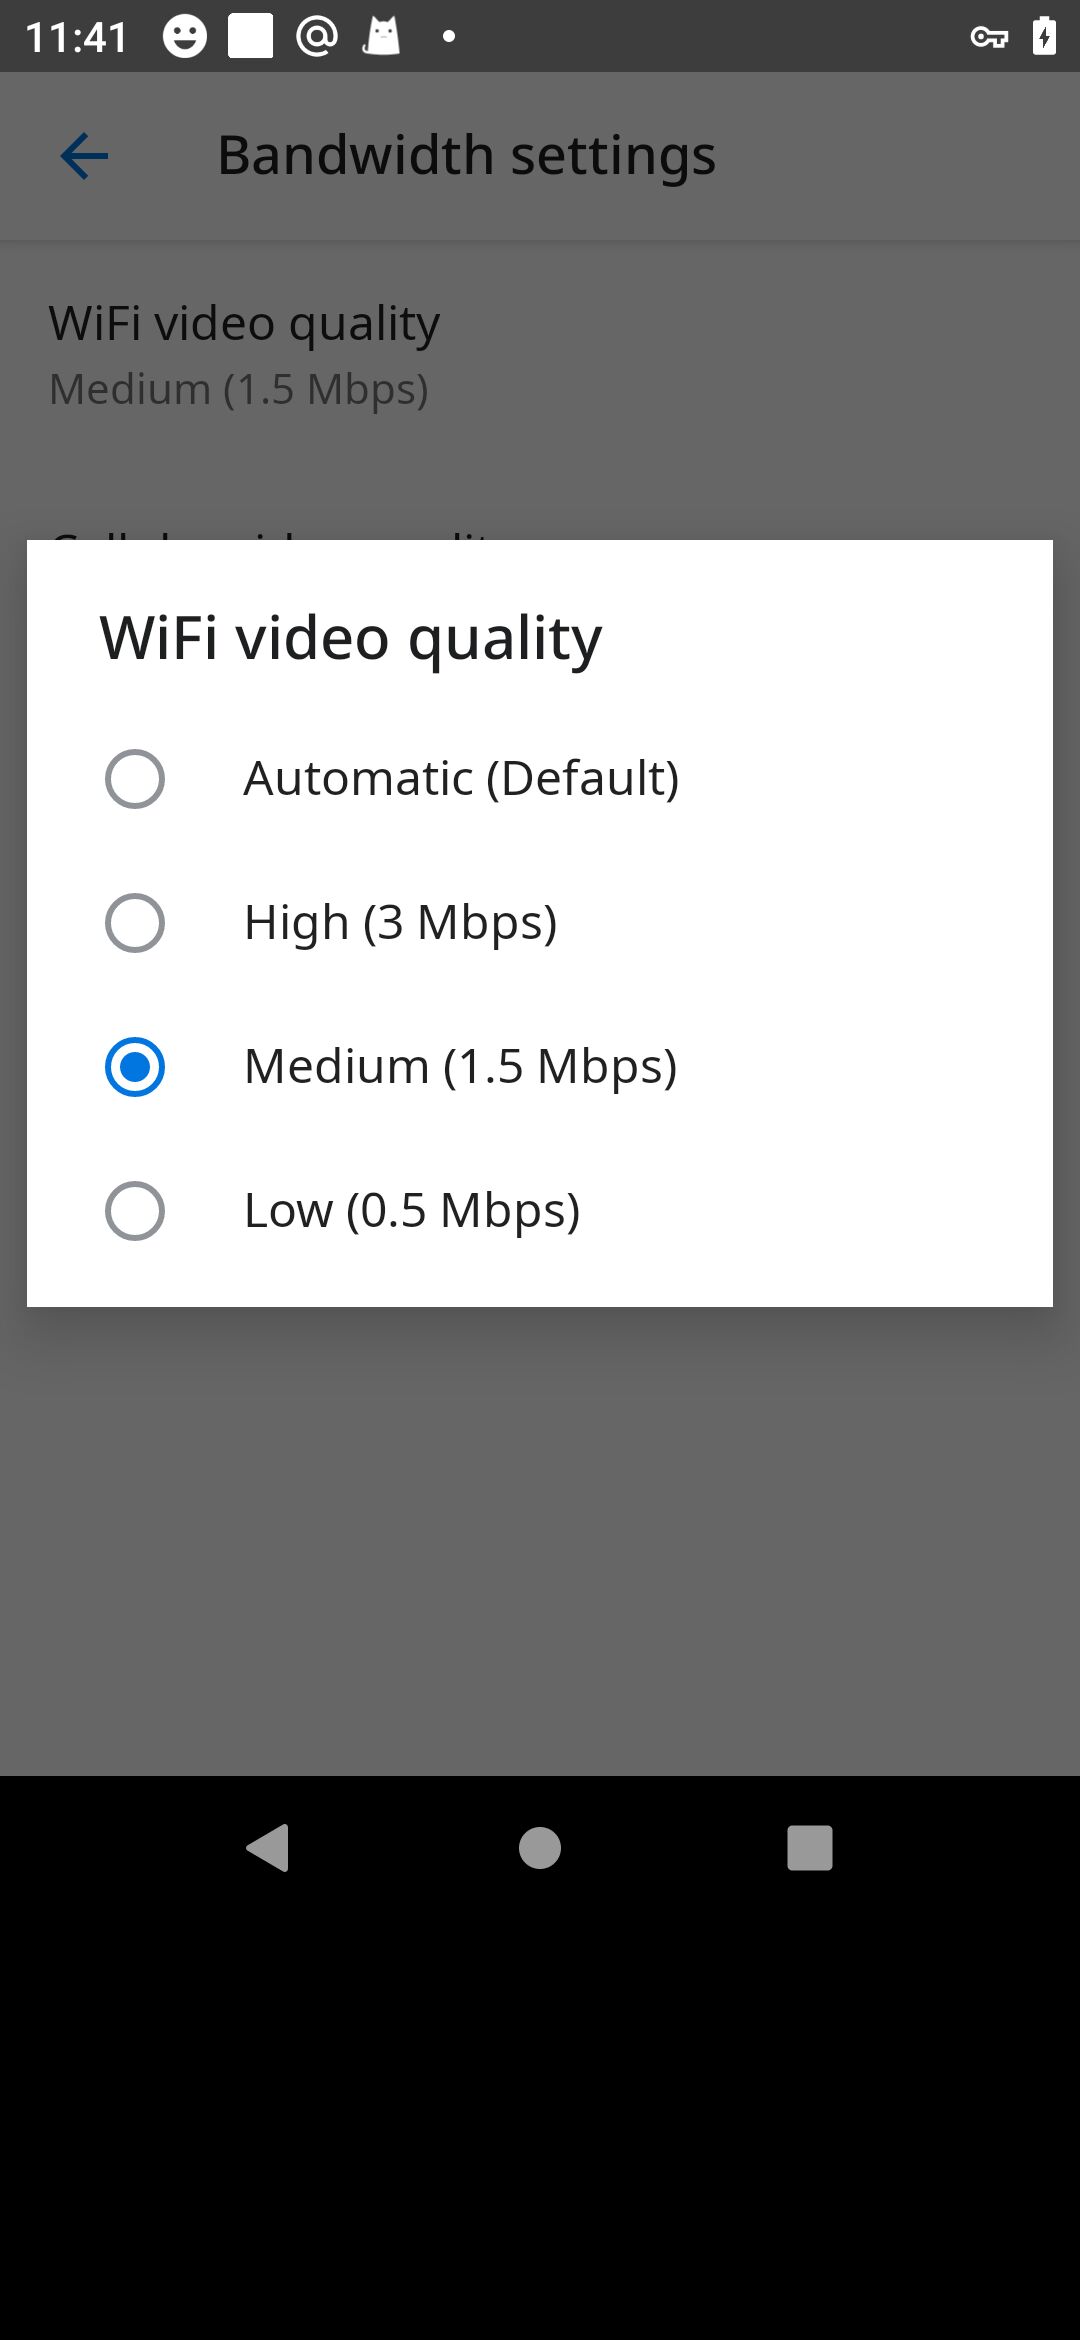 11:41
Bandwidth settings
WiFi video quality
Medium (1.5 Mbps)
WiFi video quality
Automatic (Default)
High (3 Mbps)
Medium (1.5 Mbps)
Low (0.5 Mbps)